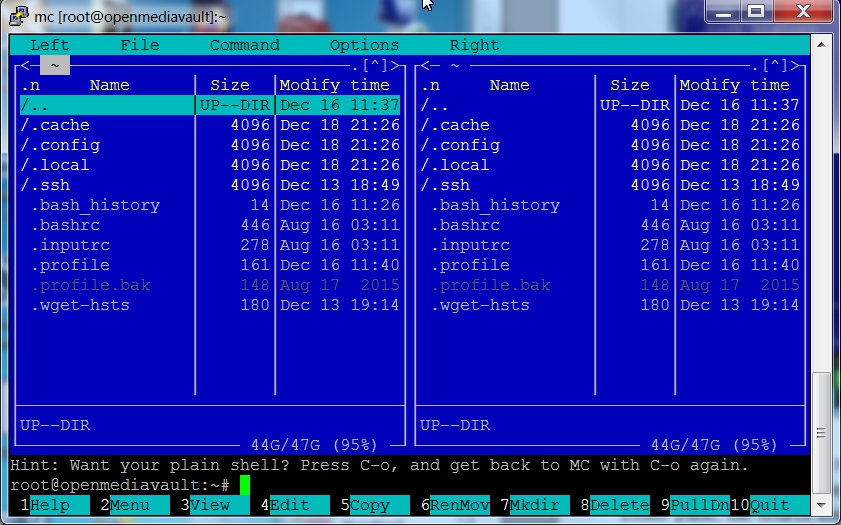 mc [root@openmediavault]:~
Left File Command Options Right
<─ ~ .[^]> <─ ~ .[^]>
.n Name Size Modify time .n Name Size Modify time
/.. UP--DIR Dec 16 11:37 /.. UP--DIR Dec 16 11:37
/.cache 4096 Dec 18 21:26 /.cache 4096 Dec 18 21:26
/.config 4096 Dec 18 21:26 /.config 4096 Dec 18 21:26
/.local 4096 Dec 18 21:26 /.local 4096 Dec 18 21:26
/.ssh 4096 Dec 13 18:49 /.ssh 4096 Dec 13 18:49
.bash_history 14 Dec 16 11:26 .bash_history 14 Dec 16 11:26
.bashrc 446 Aug 16 03:11 .bashrc 446 Aug 16 03:11
.inputrc 278 Aug 16 03:11 .inputrc 278 Aug 16 03:11
.profile 161 Dec 16 11:40 .profile 161 Dec 16 11:40
.profile.bak 148 Aug 17 2015 .profile.bak 148 Aug 17 2015
.wget-hsts 180 Dec 13 19:14 .wget-hsts 180 Dec 13 19:14
UP--DIR UP--DIR
44G/47G (95%) 44G/47G (95%)
Hint: Want your plain shell? Press C-o, and get back to MC with C-o again.
root@openmediavault:~#
1Help 2Menu 3View 4Edit 5Copy 6RenMov 7Mkdir 8Delete 9PullDn 10Quit